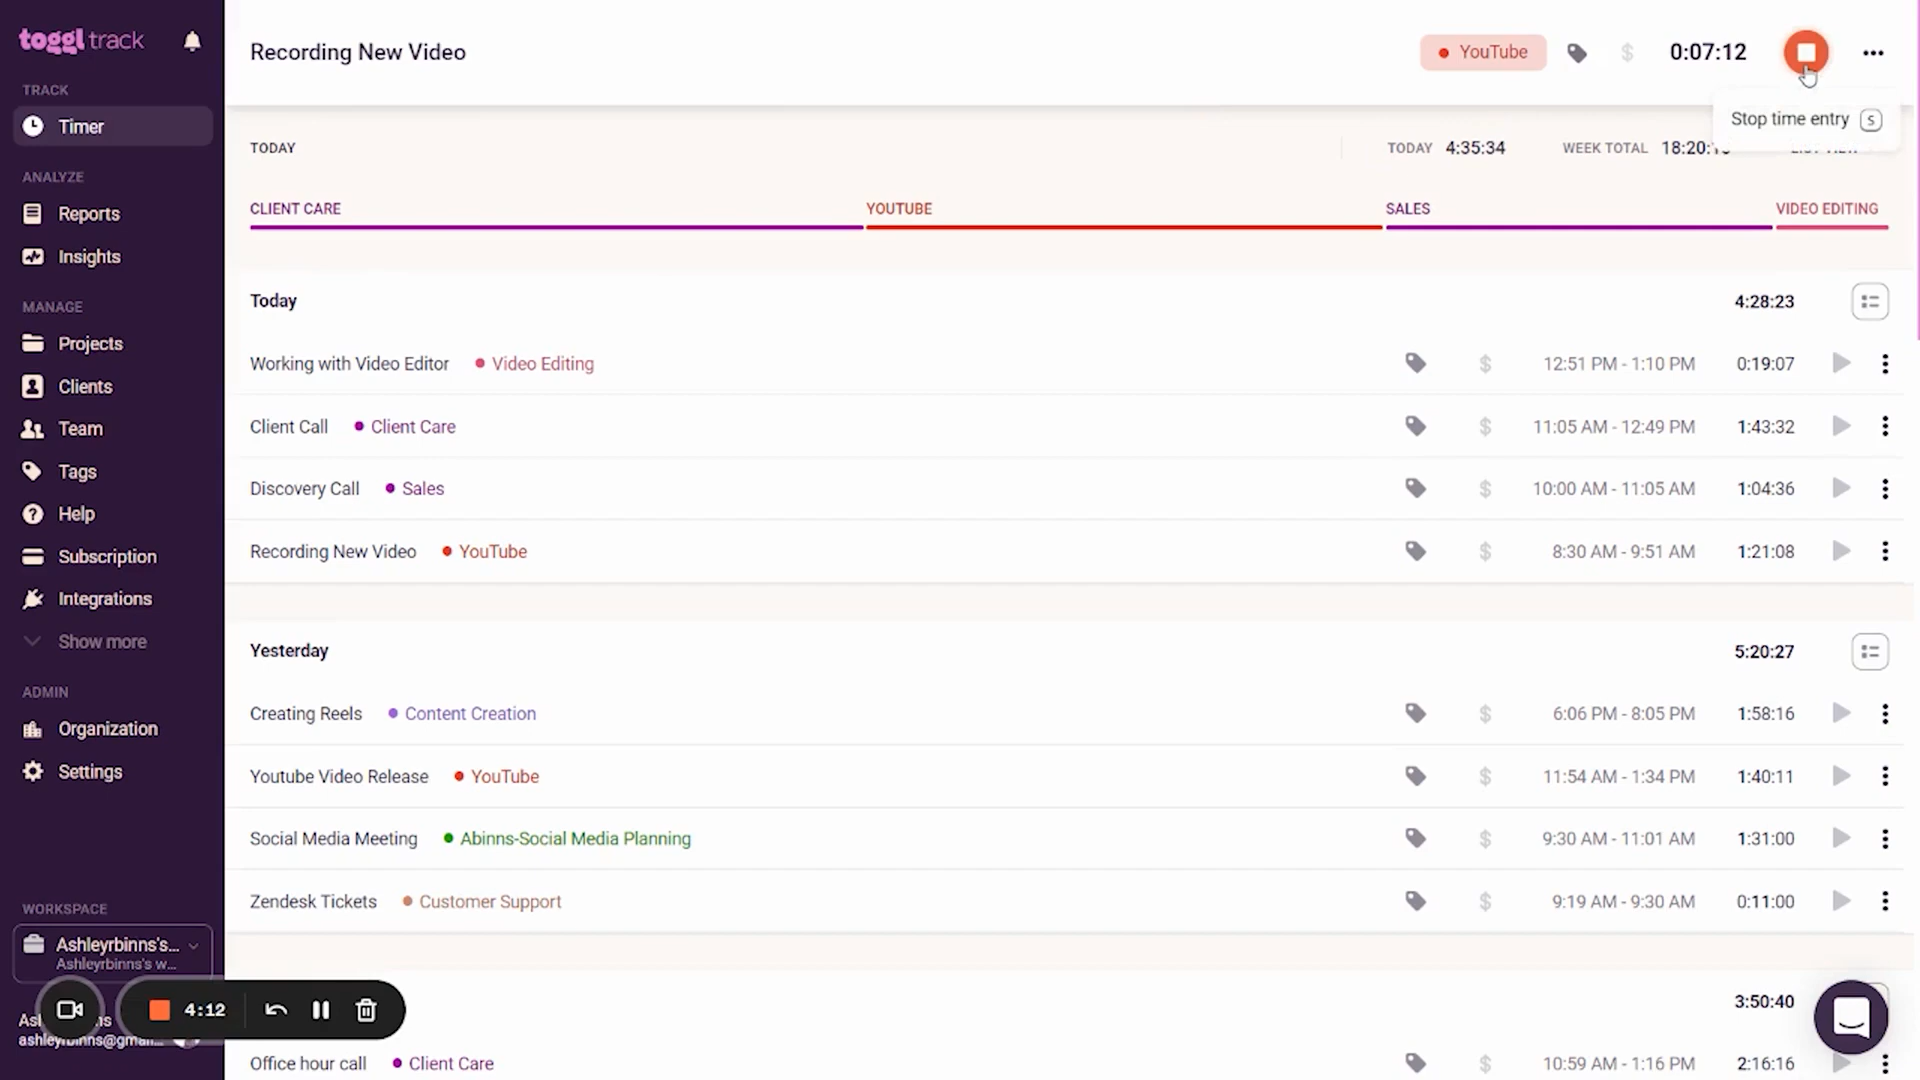 toggl track
TRACK
Timer
ANALYZE
Reports
Insights
MANAGE
Projects
Clients
Team
Tags
Help
Subscription
Integrations
Show more
ADMIN
Organization
Settings
WORKSPACE
Ashleyrbinns's...
Ashleyrbinns's w...
ashleyrbinns@gmai...
4:12
Recording New Video
YouTube
$
0:07:12
Stop time entry S
TODAY
TODAY 4:35:34
WEEK TOTAL
CLIENT CARE
YOUTUBE
SALES
VIDEO EDITING
Today 4:28:23
Working with Video Editor Video Editing $ 12:51 PM - 1:10 PM 0:19:07
Client Call Client Care $ 11:05 AM - 12:49 PM 1:43:32
Discovery Call Sales $ 10:00 AM - 11:05 AM 1:04:36
Recording New Video YouTube $ 8:30 AM - 9:51 AM 1:21:08
Yesterday 5:20:27
Creating Reels Content Creation $ 6:06 PM - 8:05 PM 1:58:16
Youtube Video Release YouTube $ 11:54 AM - 1:34 PM 1:40:11
Social Media Meeting Abinns-Social Media Planning $ 9:30 AM - 11:01 AM 1:31:00
Zendesk Tickets Customer Support $ 9:19 AM - 9:30 AM 0:11:00
3:50:40
Office hour call Client Care $ 10:59 AM - 1:16 PM 2:16:16